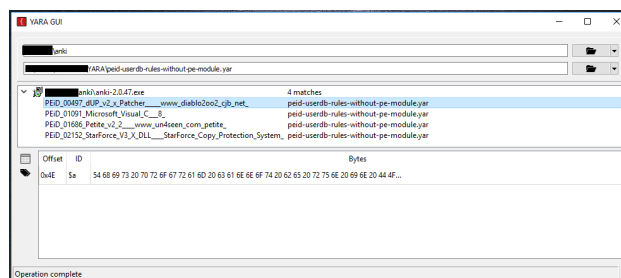 YARA GUI
\anki
YARA\peid-userdb-rules-without-pe-module.yar
anki\anki-2.0.47.exe 4 matches
PEiD_00497_dUP_v2_x_Patcher____www_diablo2oo2_cjb_net_ peid-userdb-rules-without-pe-module.yar
PEiD_01091_Microsoft_Visual_C__8_ peid-userdb-rules-without-pe-module.yar
PEiD_01686_Petite_v2_2___www_un4seen_com_petite_ peid-userdb-rules-without-pe-module.yar
PEiD_02152_StarForce_V3_X_DLL___StarForce_Copy_Protection_System_ peid-userdb-rules-without-pe-module.yar
Offset ID Bytes
0x4E $a 54 68 69 73 20 70 72 6F 67 72 61 6D 20 63 61 6E 6E 6F 74 20 62 65 20 72 75 6E 20 69 6E 20 44 4F...
Operation complete